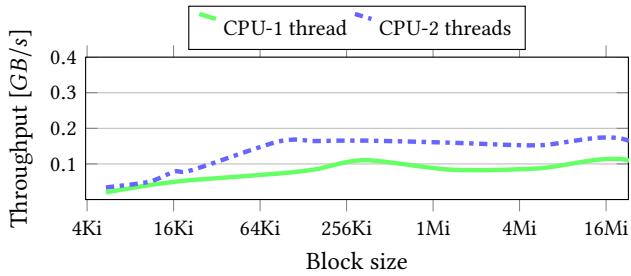 CPU-1 thread CPU-2 threads
Throughput [GB/s]
0.4
0.3
0.2
0.1
4Ki 16Ki 64Ki 256Ki 1Mi 4Mi 16Mi
Block size